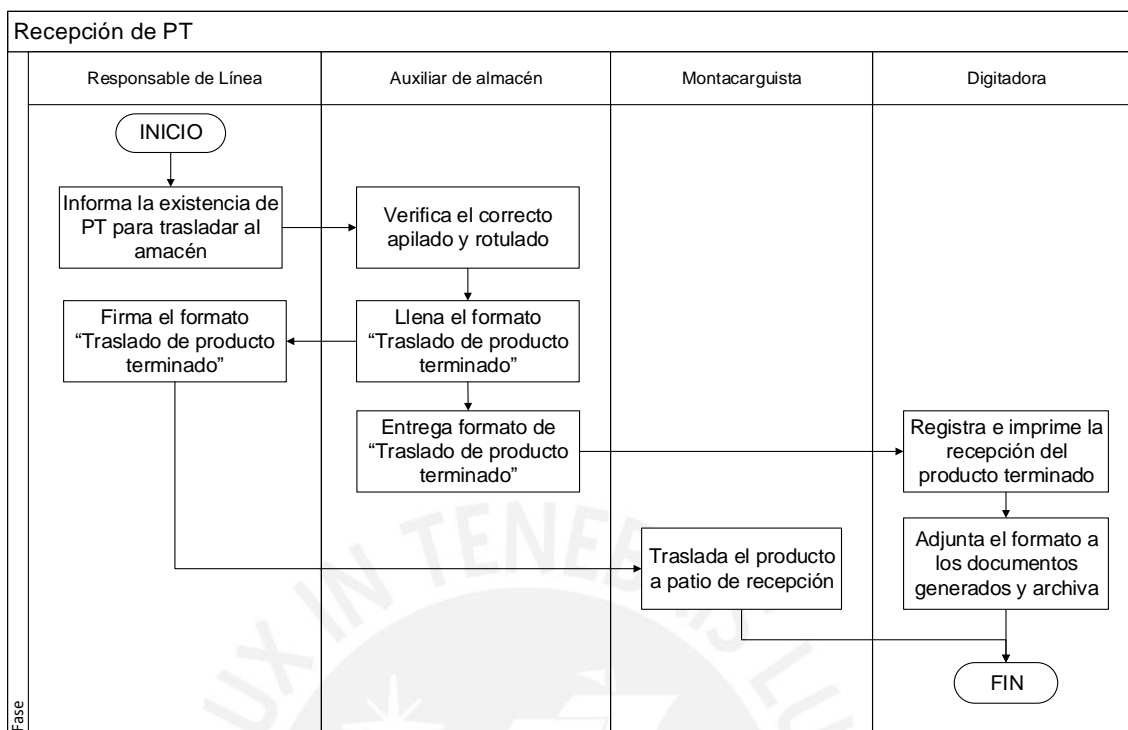 Recepción de PT
Responsable de Línea
Auxiliar de almacén
Montacarguista
Digitadora
INICIO
Informa la existencia de
PT para trasladar al
amacén
Verifica el correcto
apilado y rotulado
Firma el formato
“Traslado de producto
terminado”
Llena el formato
“Traslado de producto
terminado”
Entrega formato de
“Traslado de producto
terminado”
Registra e imprime la
recepción del
producto terminado
Traslada el producto
a patio de recepción
Adjunta el formato a
los documentos
generados y archiva
FIN
Fase